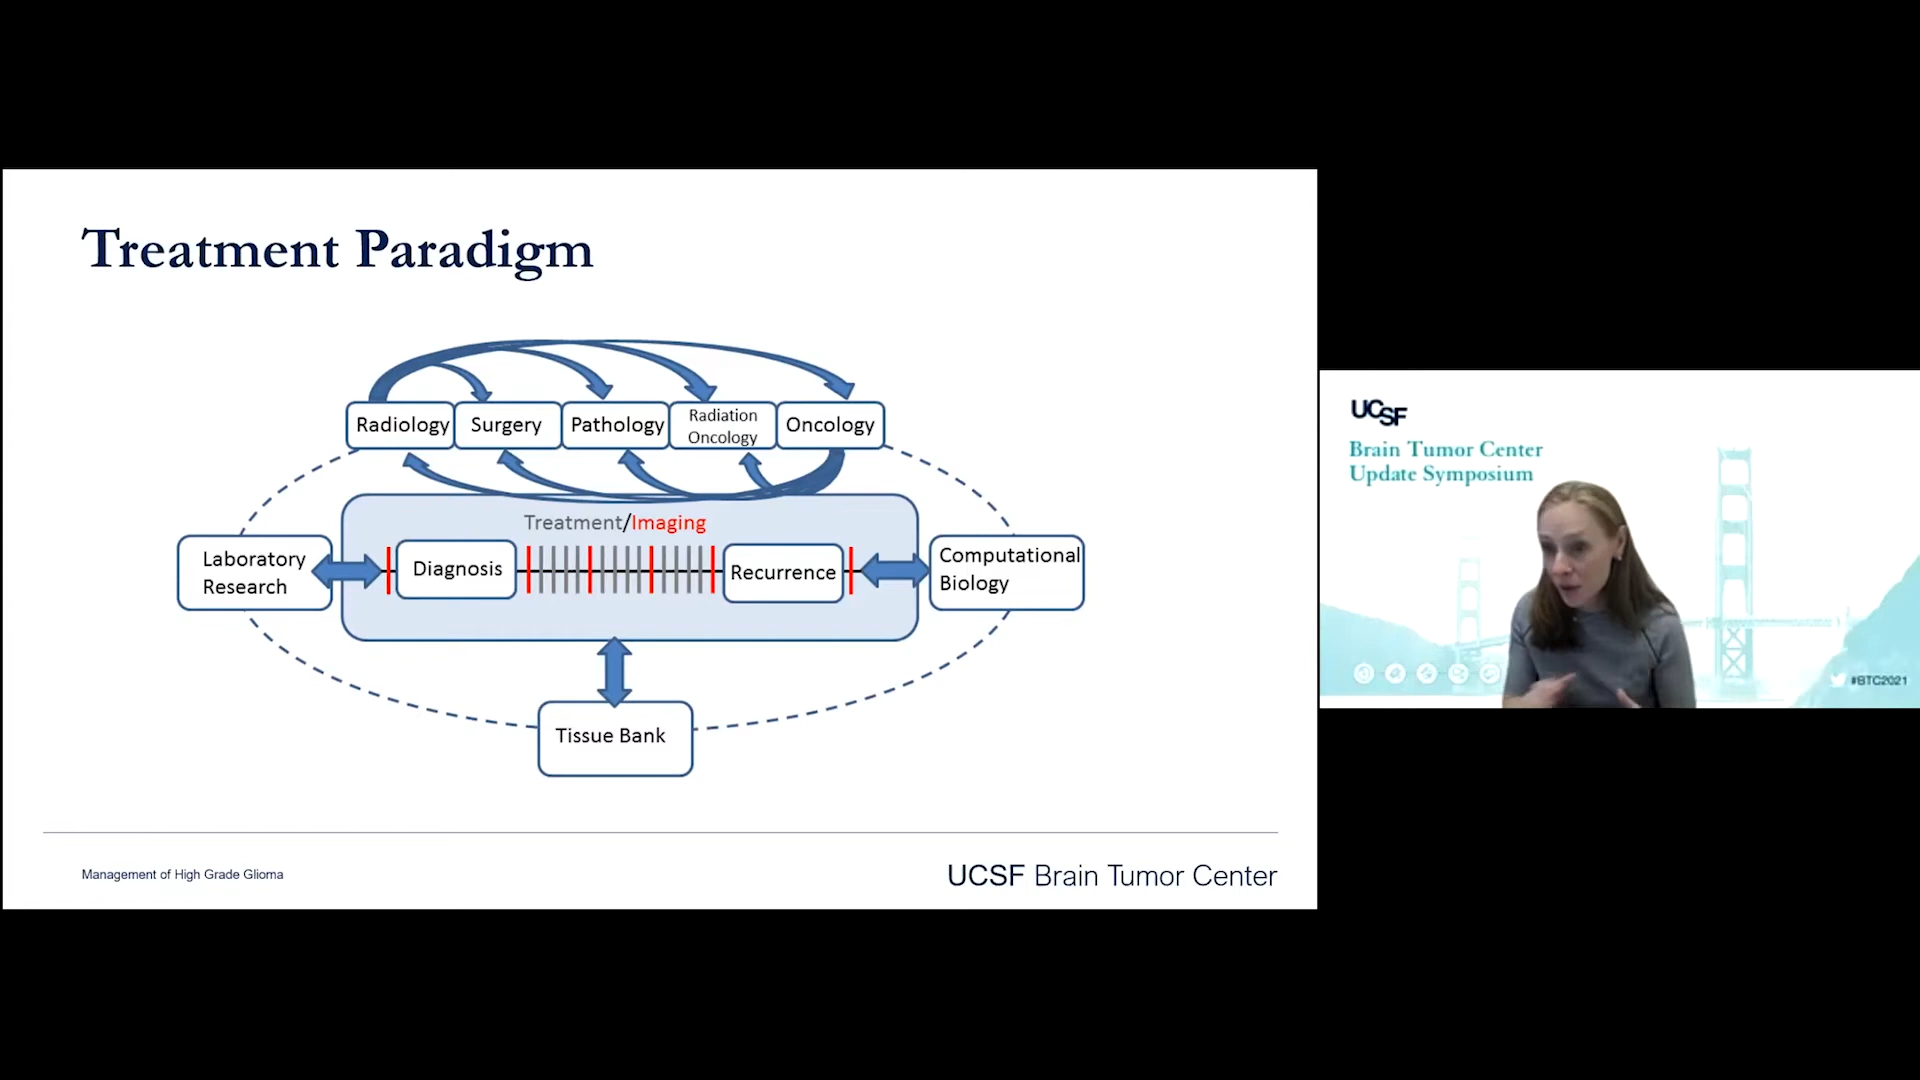 Treatment Paradigm
Radiology
Surgery
Pathology
Radiation
Oncology
Oncology
Treatment/Imaging
Laboratory
Research
Diagnosis
Recurrence
Computational
Biology
Tissue Bank
Management of High Grade Glioma
UCSF Brain Tumor Center
UCSF
Brain Tumor Center
Update Symposium
#BTC2021